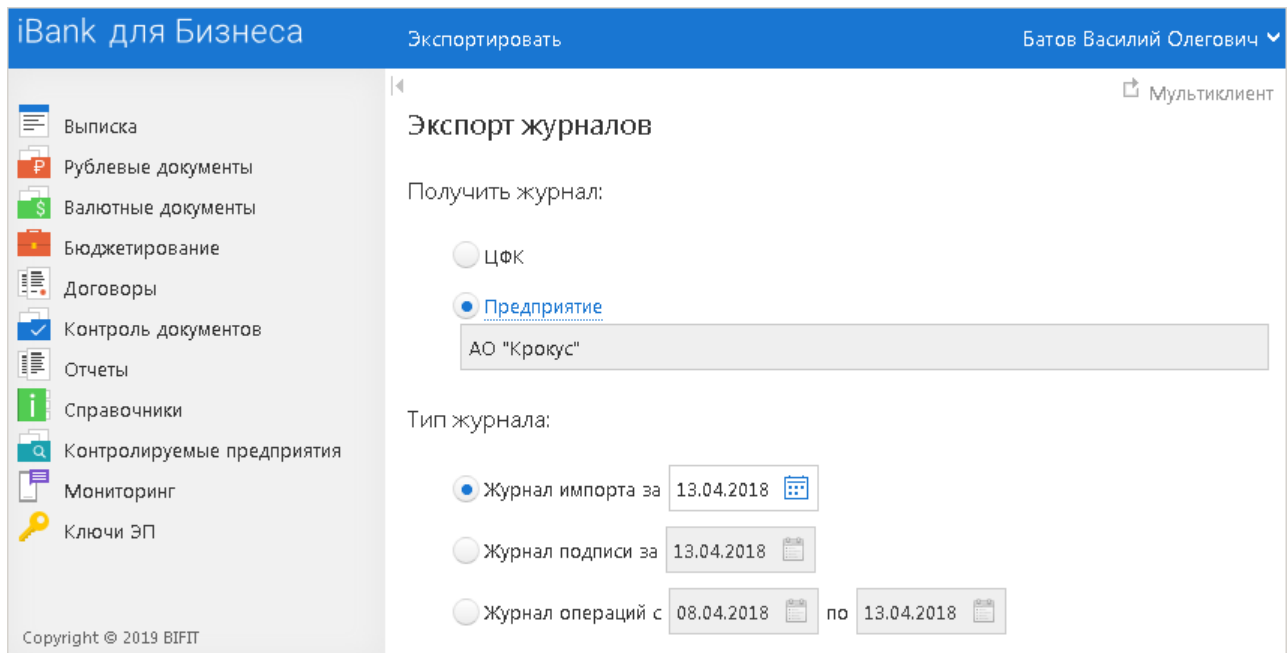 iBank для Бизнеса
Экспортировать
Батов Василий Олегович
Мультиклиент
Выписка
Рублевые документы
Валютные документы
Бюджетирование
Договоры
Контроль документов
Отчеты
Справочники
Контролируемые предприятия
Мониторинг
Ключи ЭП
Copyright © 2019 BIFIT
Экспорт журналов
Получить журнал:
ЦФК
Предприятие
АО "Крокус"
Тип журнала:
Журнал импорта за 13.04.2018
Журнал подписи за 13.04.2018
Журнал операций с 08.04.2018 по 13.04.2018